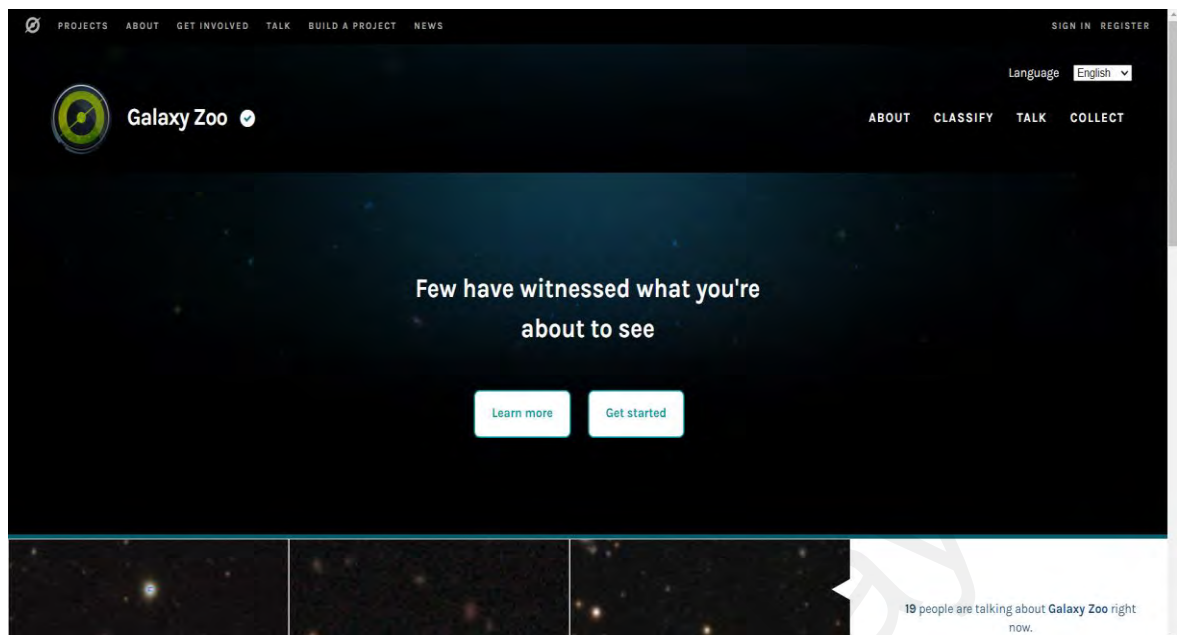 PROJECTS ABOUT GET INVOLVED TALK BUILD A PROJECT NEWS SIGN IN REGISTER
Language English
Galaxy Zoo
ABOUT CLASSIFY TALK COLLECT
Few have witnessed what you're
about to see
Learn more Get started
19 people are talking about Galaxy Zoo right
now.